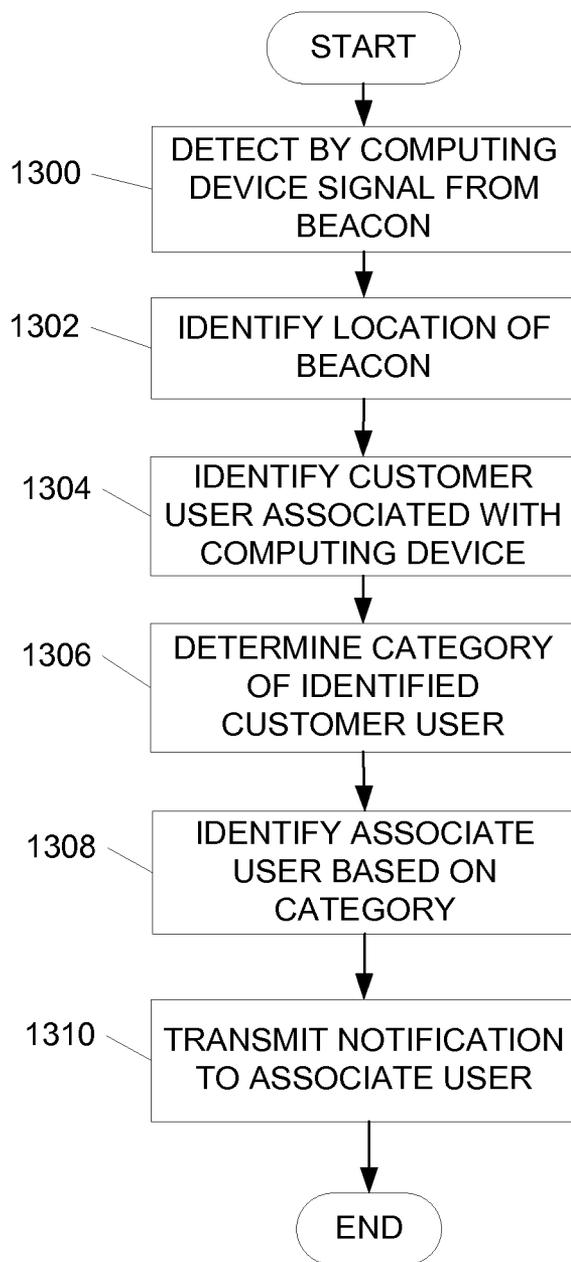 START
1300
DETECT BY COMPUTING
DEVICE SIGNAL FROM
BEACON
1302
IDENTIFY LOCATION OF
BEACON
1304
IDENTIFY CUSTOMER
USER ASSOCIATED WITH
COMPUTING DEVICE
1306
DETERMINE CATEGORY
OF IDENTIFIED
CUSTOMER USER
1308
IDENTIFY ASSOCIATE
USER BASED ON
CATEGORY
1310
TRANSMIT NOTIFICATION
TO ASSOCIATE USER
END